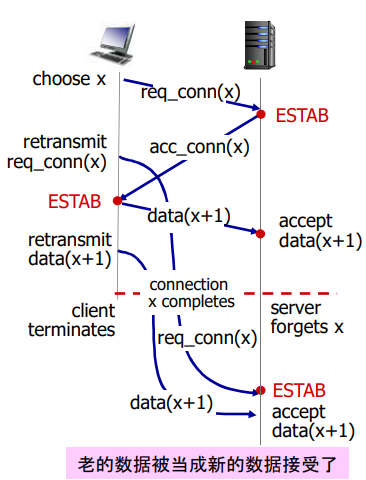 choose x
req_conn(x)
ESTAB
retransmit
req_conn(x)
acc_conn(x)
ESTAB
data(x+1)
accept
data(x+1)
retransmit
data(x+1)
connection
x completes
client
terminates
server
forgets x
req_conn(x)
ESTAB
data(x+1)
accept
data(x+1)
老的数据被当成新的数据接受了